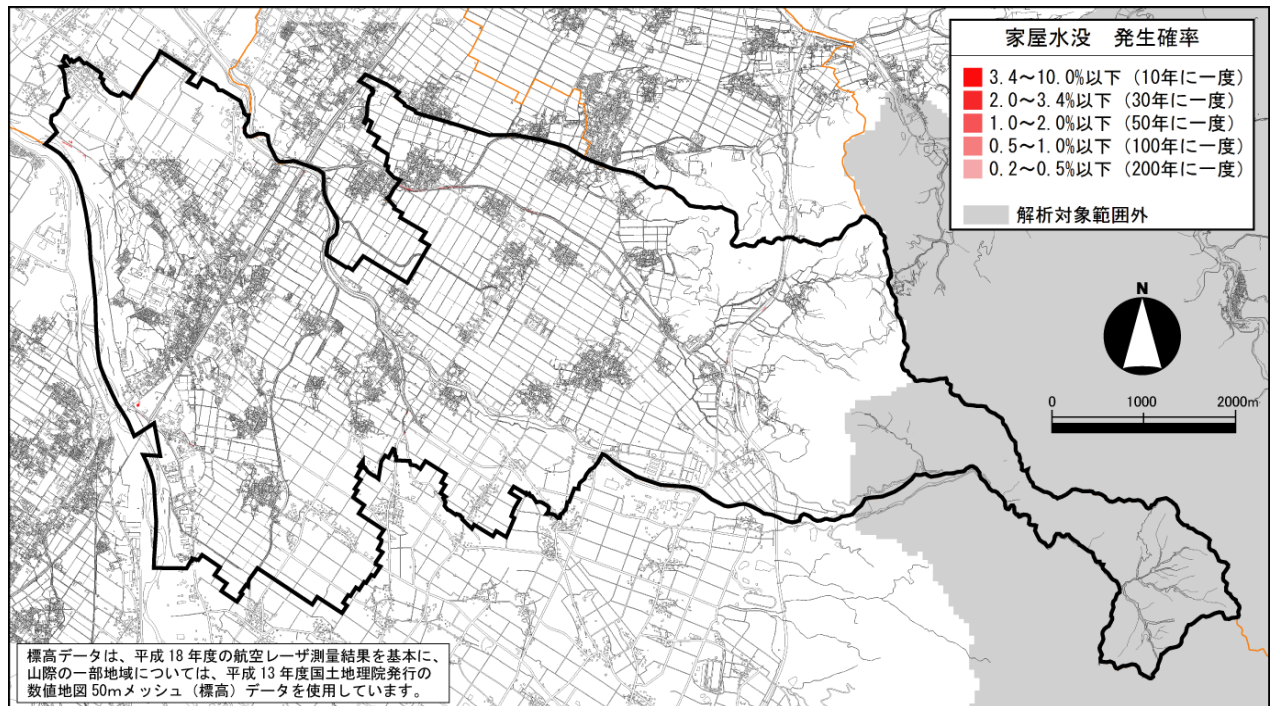 家屋水没 発生確率
3.4～10.0%以下 (10年に一度)
2.0～3.4%以下 (30年に一度)
1.0～2.0%以下 (50年に一度)
0.5～1.0%以下 (100年に一度)
0.2～0.5%以下 (200年に一度)
解析対象範囲外
N
0 1000 2000m
標高データは、平成18年度の航空レーザ測量結果を基本に、
山際の一部地域については、平成13年度国土地理院発行の
数値地図50mメッシュ（標高）データを使用しています。